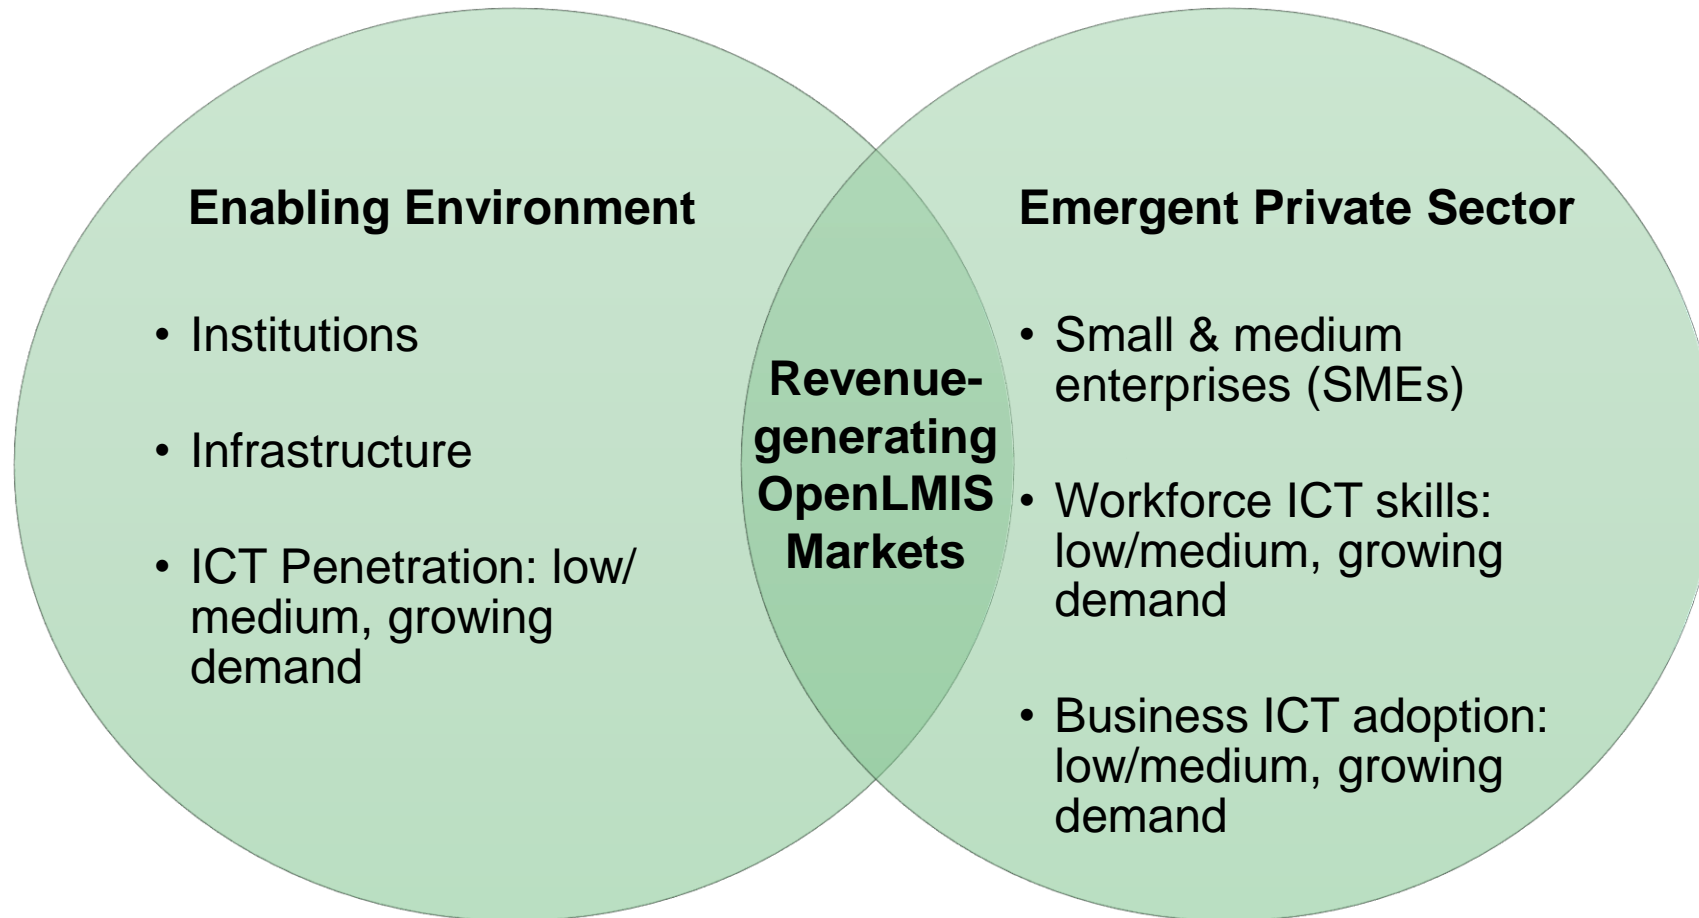 Enabling Environment
• Institutions
• Infrastructure
• ICT Penetration: low/
medium, growing
demand
Revenue-
generating
OpenLMIS
Markets
Emergent Private Sector
• Small & medium
enterprises (SMEs)
• Workforce ICT skills:
low/medium, growing
demand
• Business ICT adoption:
low/medium, growing
demand